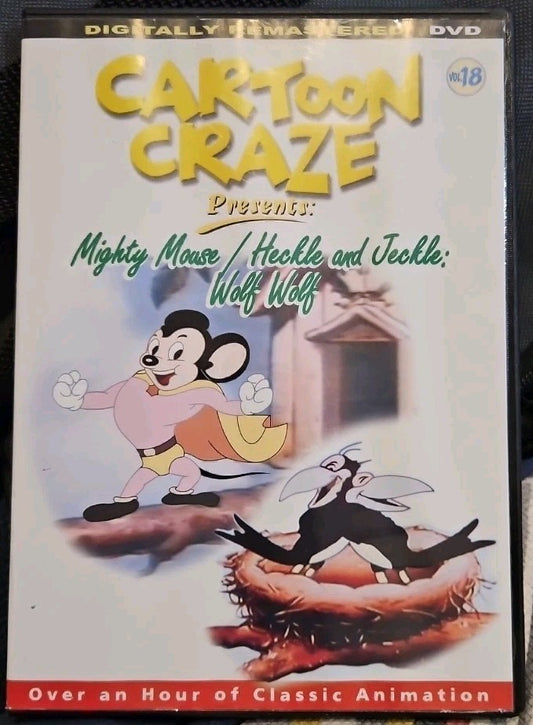 DIGITALLY REMASTERED DVD
CARTOON
VOL.18
CRAZE
Presents:
Mighty Mouse / Heckle and Jeckle:
Wolf Wolf
Over an Hour of Classic Animation